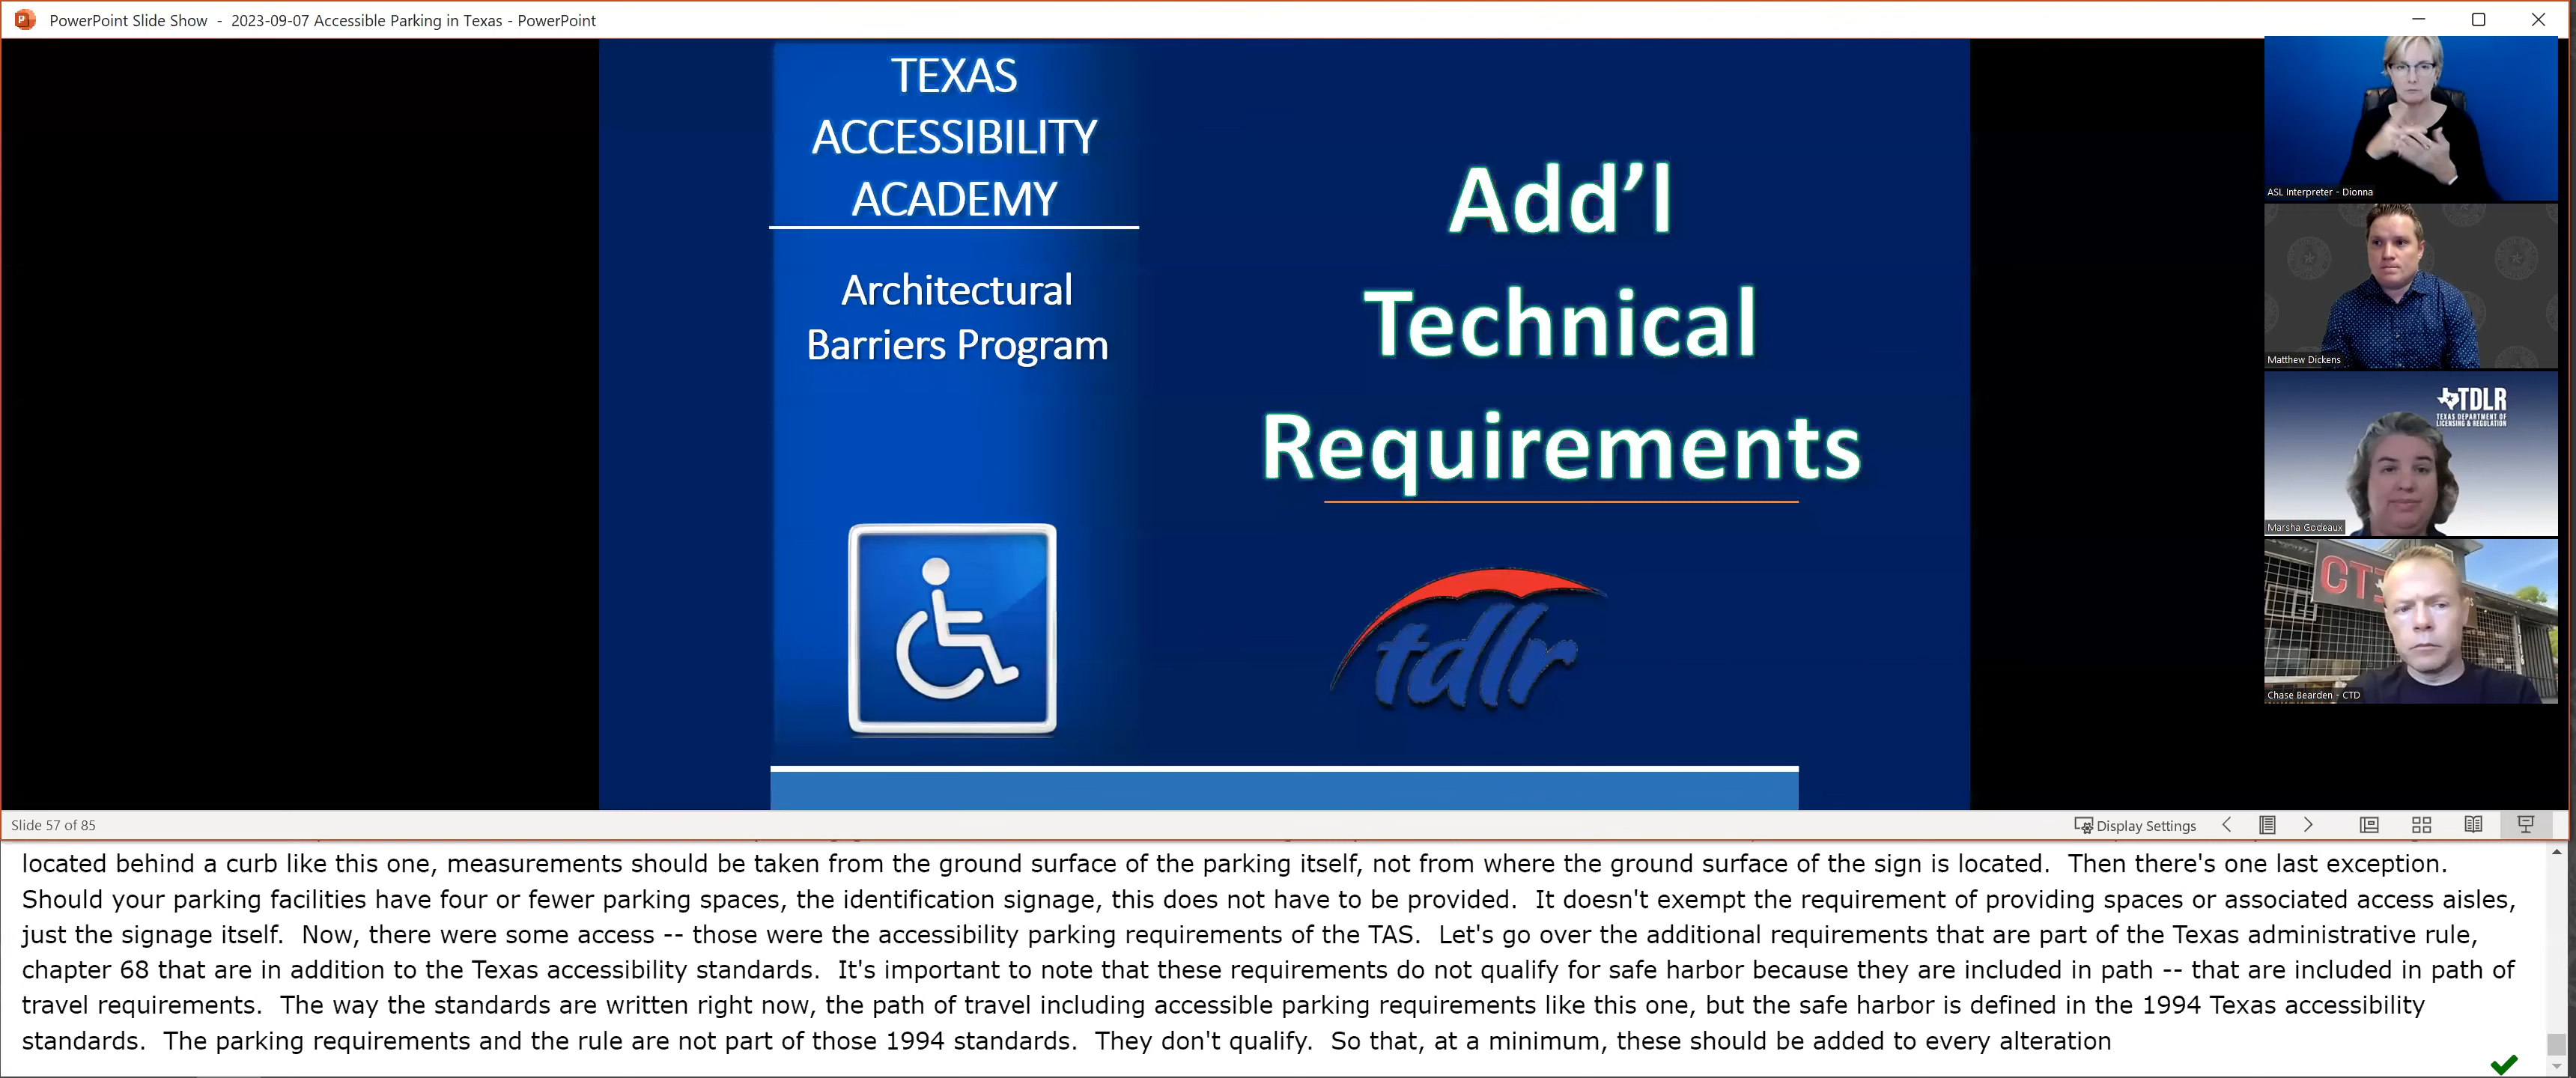 PowerPoint Slide Show - 2023-09-07 Accessible Parking in Texas - PowerPoint
TEXAS
ACCESSIBILITY
ACADEMY
Architectural
Barriers Program
Add’l
Technical
Requirements
tdlr
ASL Interpreter - Dionna
Matthew Dickens
TDLR
TEXAS DEPARTMENT OF
LICENSING & REGULATION
Marsha Godeaux
Chase Bearden - CTD
Slide 57 of 85
Display Settings
located behind a curb like this one, measurements should be taken from the ground surface of the parking itself, not from where the ground surface of the sign is located. Then there's one last exception.
Should your parking facilities have four or fewer parking spaces, the identification signage, this does not have to be provided. It doesn't exempt the requirement of providing spaces or associated access aisles,
just the signage itself. Now, there were some access -- those were the accessibility parking requirements of the TAS. Let's go over the additional requirements that are part of the Texas administrative rule,
chapter 68 that are in addition to the Texas accessibility standards. It's important to note that these requirements do not qualify for safe harbor because they are included in path -- that are included in path of
travel requirements. The way the standards are written right now, the path of travel including accessible parking requirements like this one, but the safe harbor is defined in the 1994 Texas accessibility
standards. The parking requirements and the rule are not part of those 1994 standards. They don't qualify. So that, at a minimum, these should be added to every alteration